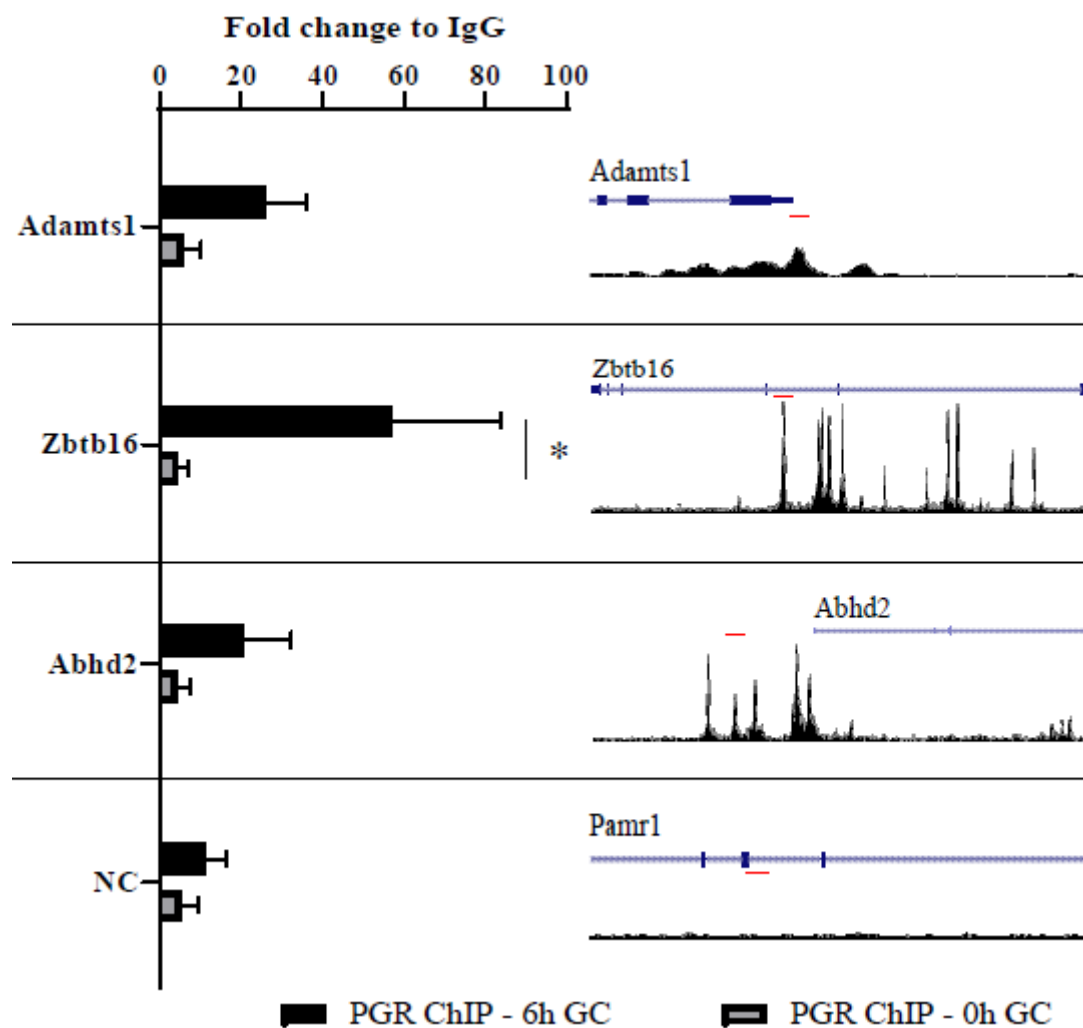 Fold change to IgG
0 20 40 60 80 100
Adamts1
Adamts1
Zbtb16
Zbtb16
*
Abhd2
Abhd2
Pamr1
NC
PGR ChIP - 6h GC PGR ChIP - 0h GC